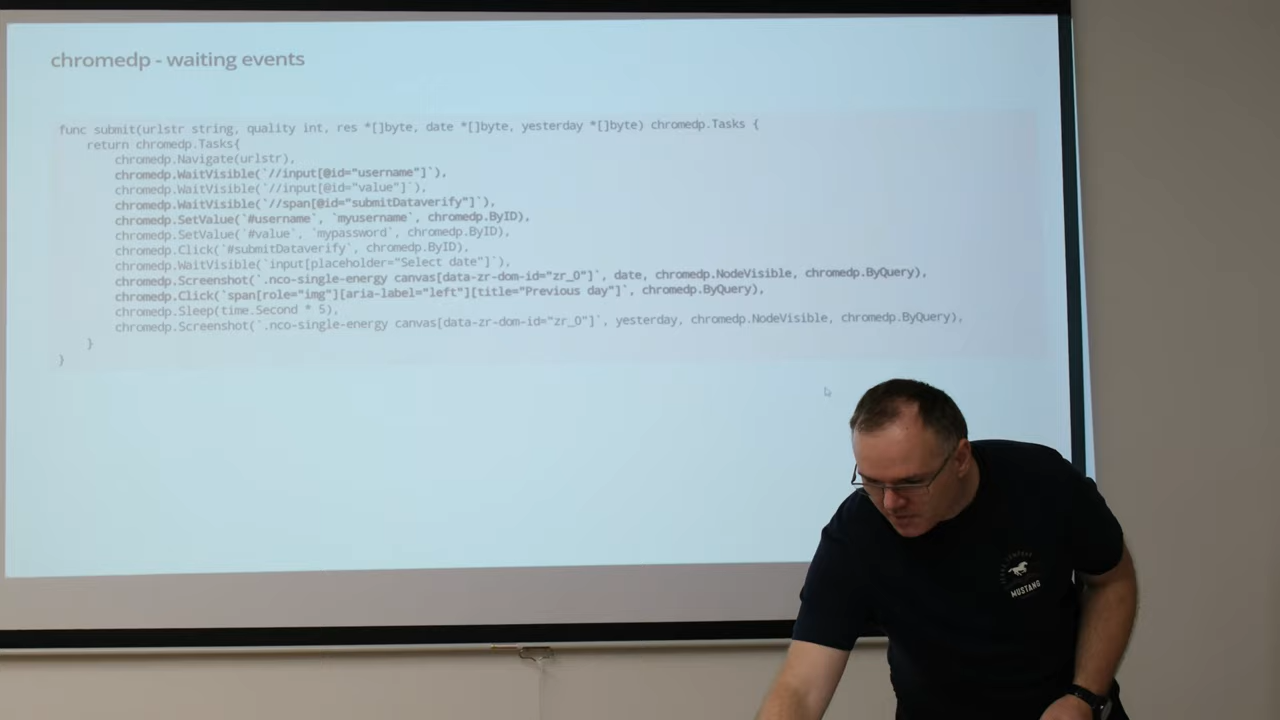 chromedp - waiting events
func submit(urlstr string, quality int, res *[]byte, date *[]byte, yesterday *[]byte) chromedp.Tasks {
return chromedp.Tasks{
chromedp.Navigate(urlstr),
chromedp.WaitVisible(`//input[@id="username"]`),
chromedp.WaitVisible(`//input[@id="value"]`),
chromedp.WaitVisible(`//span[@id="submitDataverify"]`),
chromedp.SetValue(`#username`, `myusername`, chromedp.ByID),
chromedp.SetValue(`#value`, `mypassword`, chromedp.ByID),
chromedp.Click(`#submitDataverify`, chromedp.ByID),
chromedp.WaitVisible(`input[placeholder="Select date"]`),
chromedp.Screenshot(`.nco-single-energy canvas[data-zr-dom-id="zr_0"]`, date, chromedp.NodeVisible, chromedp.ByQuery),
chromedp.Click(`span[role="img"][aria-label="left"][title="Previous day"]`, chromedp.ByQuery),
chromedp.Sleep(time.Second * 5),
chromedp.Screenshot(`.nco-single-energy canvas[data-zr-dom-id="zr_0"]`, yesterday, chromedp.NodeVisible, chromedp.ByQuery),
}
}
MUSTANG